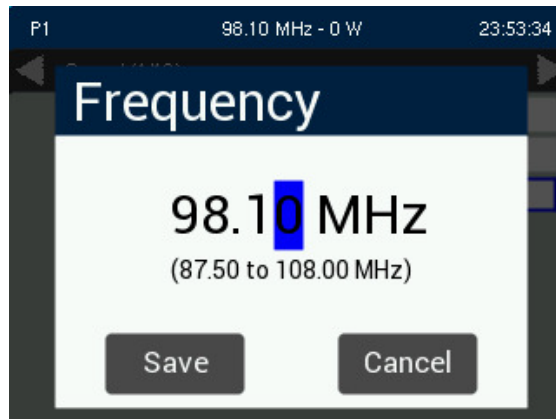 P1 98.10 MHz - 0 W 23:53:34
Frequency
98.10 MHz
(87.50 to 108.00 MHz)
Save Cancel